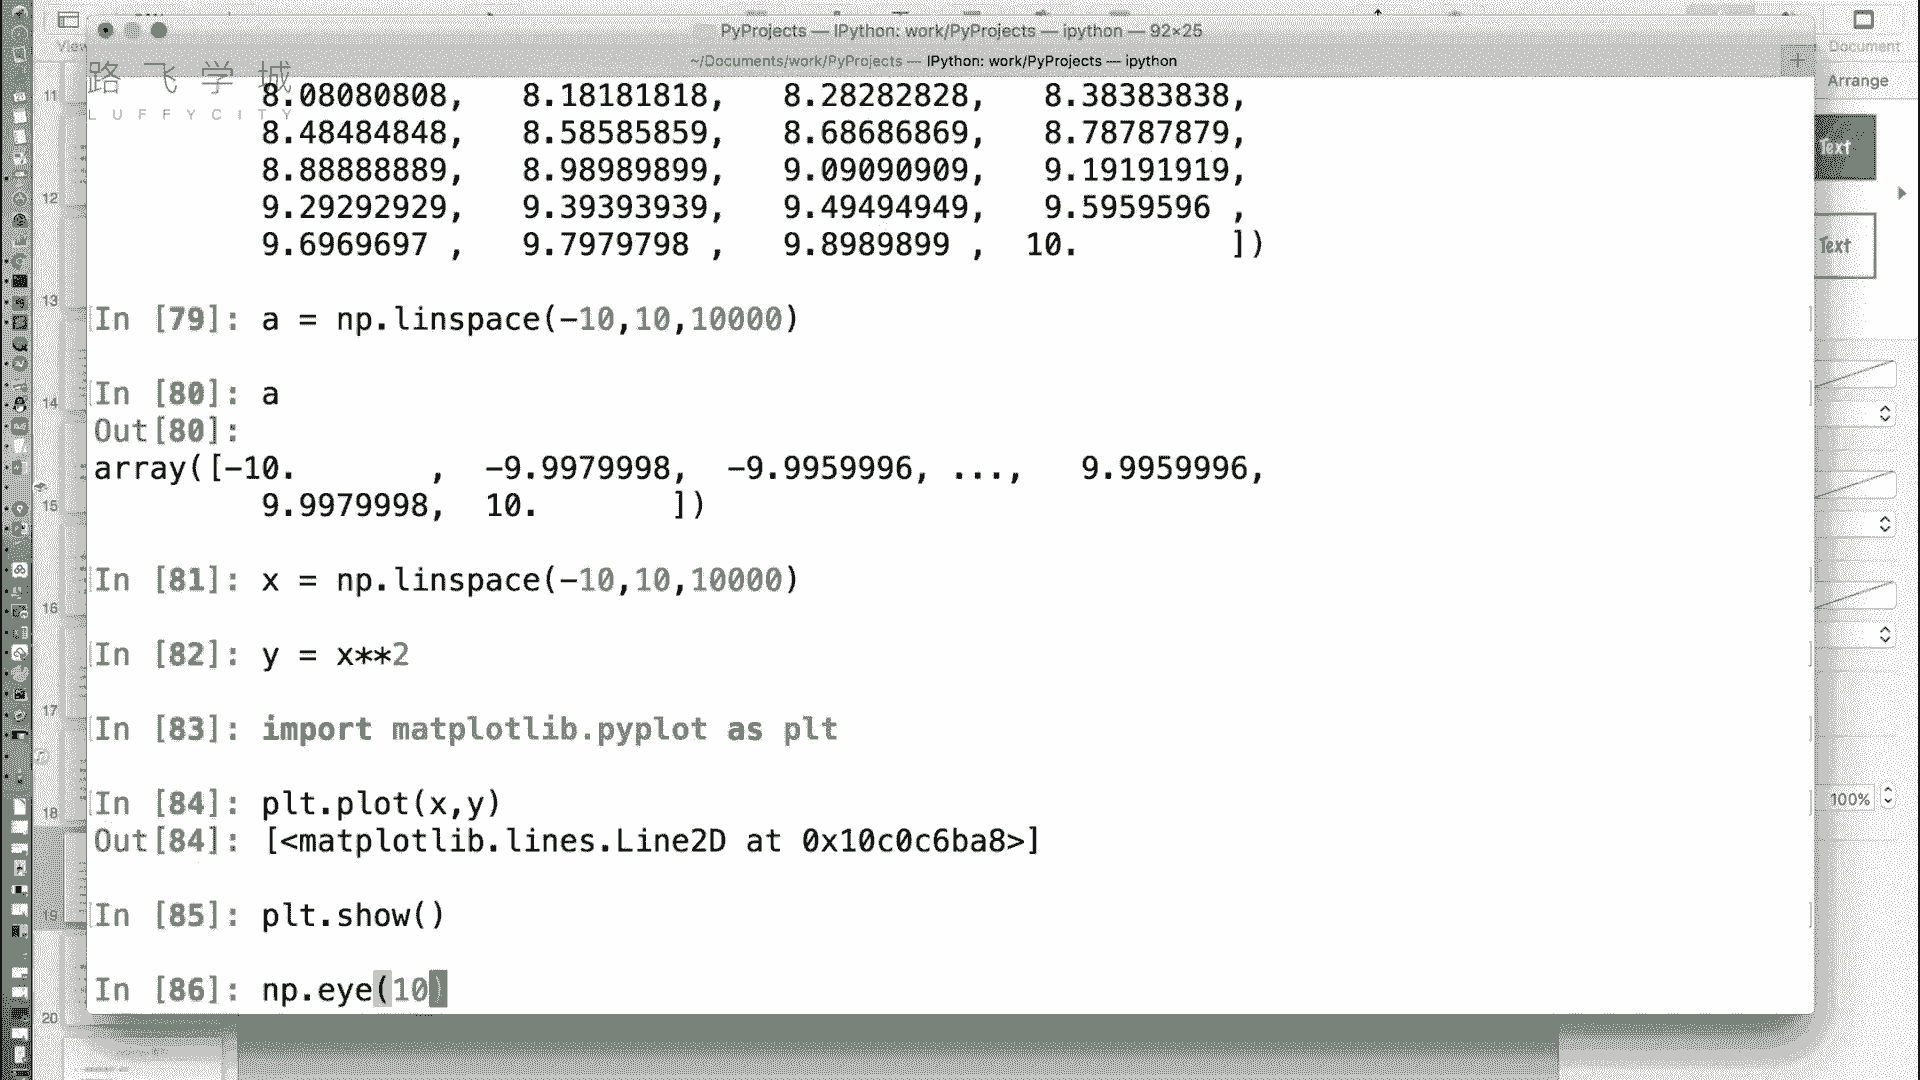 PyProjects — IPython: work/PyProjects — ipython — 92×25
View
Document
~/Documents/work/PyProjects — IPython: work/PyProjects — ipython
+
Arrange
路飞学城
LUFFYCITY
8.08080808,   8.18181818,   8.28282828,   8.38383838,
8.48484848,   8.58585859,   8.68686869,   8.78787879,
8.88888889,   8.98989899,   9.09090909,   9.19191919,
9.29292929,   9.39393939,   9.49494949,   9.5959596 ,
9.6969697 ,   9.7979798 ,   9.8989899 ,  10.        ])
In [79]: a = np.linspace(-10,10,10000)
In [80]: a
Out[80]:
array([-10.       ,  -9.9979998,  -9.9959996, ...,   9.9959996,
9.9979998,  10.       ])
In [81]: x = np.linspace(-10,10,10000)
In [82]: y = x**2
In [83]: import matplotlib.pyplot as plt
In [84]: plt.plot(x,y)
Out[84]: [<matplotlib.lines.Line2D at 0x10c0c6ba8>]
In [85]: plt.show()
In [86]: np.eye(10)
11
12
13
14
15
16
17
18
19
20
Text
Text
100%